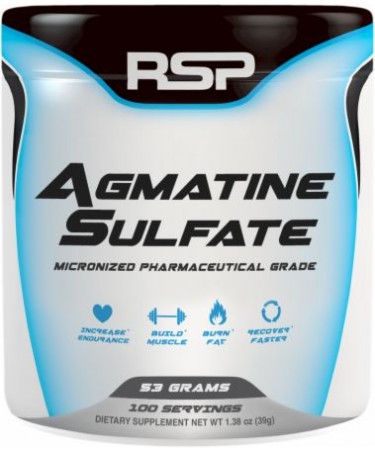 RSP
AGMATINE
SULFATE
MICRONIZED PHARMACEUTICAL GRADE
INCREASE* BUILD* BURN* RECOVER*
ENDURANCE MUSCLE FAT FASTER
53 GRAMS
100 SERVINGS
DIETARY SUPPLEMENT NET WT 1.38 oz (39g)